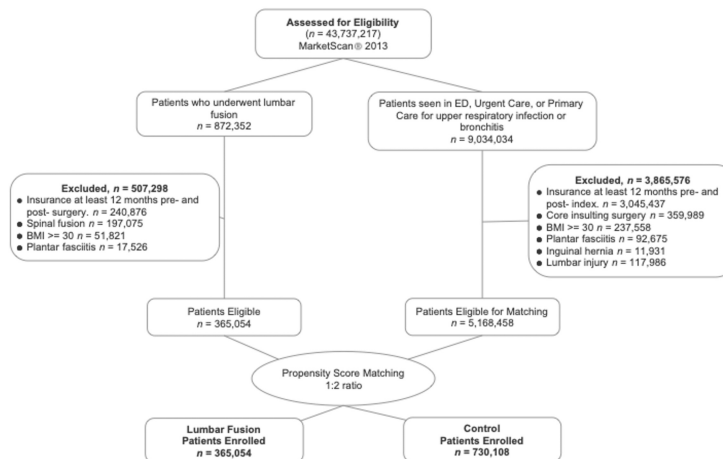 Assessed for Eligibility
(n = 43,737,217)
MarketScan® 2013
Patients who underwent lumbar
fusion
n = 872,352
Patients seen in ED, Urgent Care, or Primary
Care for upper respiratory infection or
bronchitis
n = 9,034,034
Excluded, n = 507,298
● Insurance at least 12 months pre- and
post- surgery. n = 240,876
● Spinal fusion n = 197,075
● BMI >= 30 n = 51,821
● Plantar fasciitis n = 17,526
Excluded, n = 3,865,576
● Insurance at least 12 months pre- and
post- index. n = 3,045,437
● Core insulting surgery n = 359,989
● BMI >= 30 n = 237,558
● Plantar fasciitis n = 92,675
● Inguinal hernia n = 11,931
● Lumbar injury n = 117,986
Patients Eligible
n = 365,054
Patients Eligible for Matching
n = 5,168,458
Propensity Score Matching
1:2 ratio
Lumbar Fusion
Patients Enrolled
n = 365,054
Control
Patients Enrolled
n = 730,108